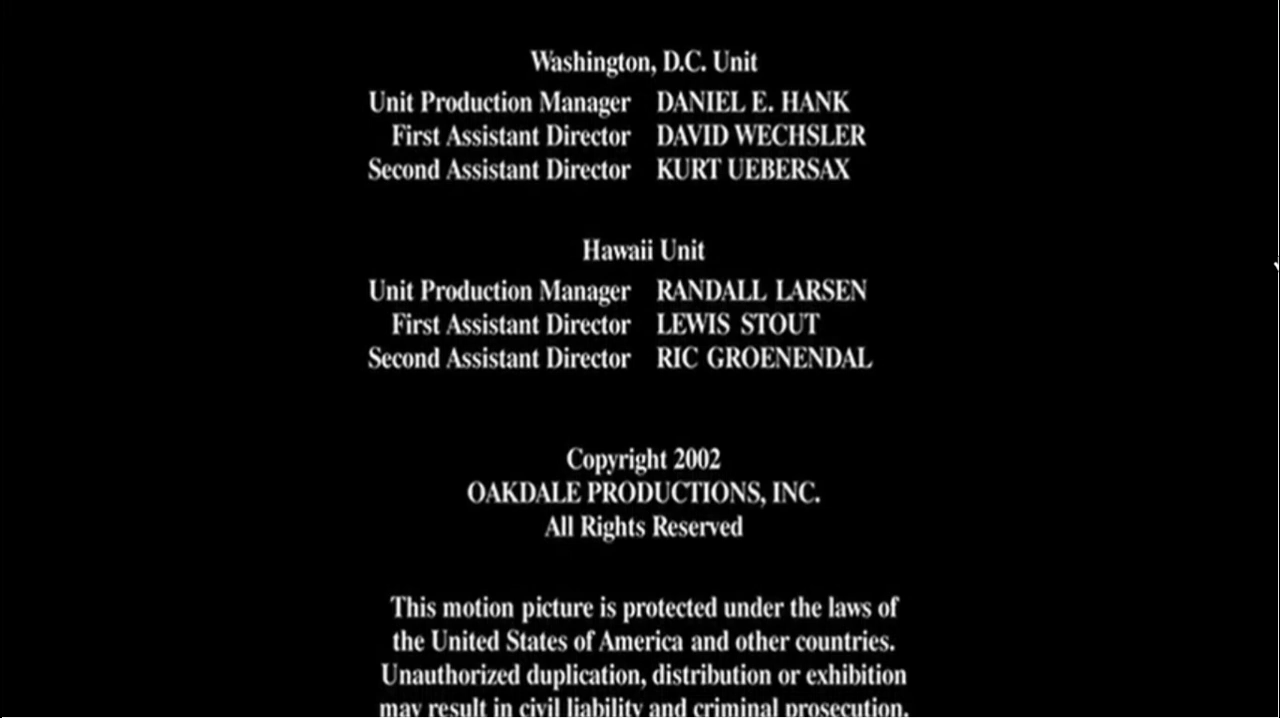 Washington, D.C. Unit
Unit Production Manager DANIEL E. HANK
First Assistant Director DAVID WECHSLER
Second Assistant Director KURT UEBERSAX
Hawaii Unit
Unit Production Manager RANDALL LARSEN
First Assistant Director LEWIS STOUT
Second Assistant Director RIC GROENENDAL
Copyright 2002
OAKDALE PRODUCTIONS, INC.
All Rights Reserved
This motion picture is protected under the laws of
the United States of America and other countries.
Unauthorized duplication, distribution or exhibition
may result in civil liability and criminal prosecution.